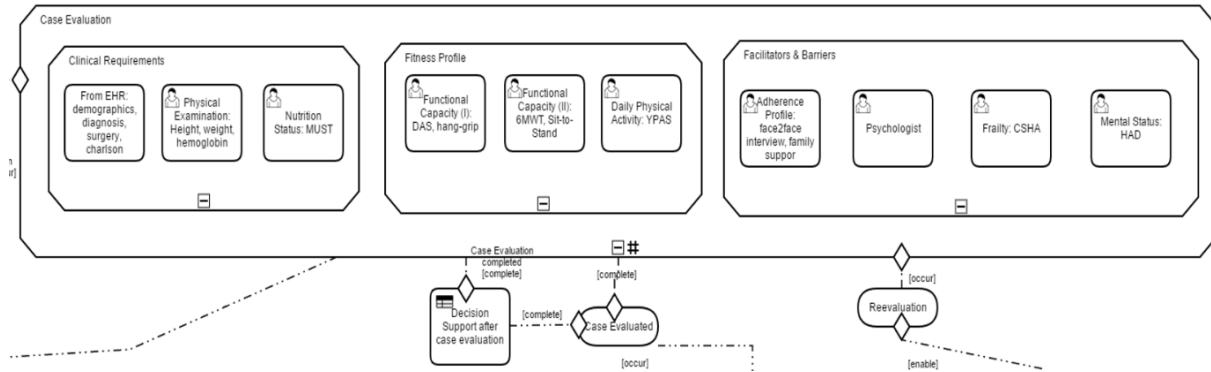 Case Evaluation
Clinical Requirements
From EHR:
demographics,
diagnosis,
surgery,
charlson
Physical
Examination:
Height, weight,
hemoglobin
Nutrition
Status: MUST
Fitness Profile
Functional
Capacity (I):
DAS, hang-grip
Functional
Capacity (II):
6MWT, Sit-to-
Stand
Daily Physical
Activity: YPAS
Facilitators & Barriers
Adherence
Profile:
face2face
interview, family
suppor
Psychologist
Frailty: CSHA
Mental Status:
HAD
Case Evaluation
completed
[complete]
[complete]
[occur]
Decision
Support after
case evaluation
[complete]
Case Evaluated
[occur]
Reevaluation
[enable]